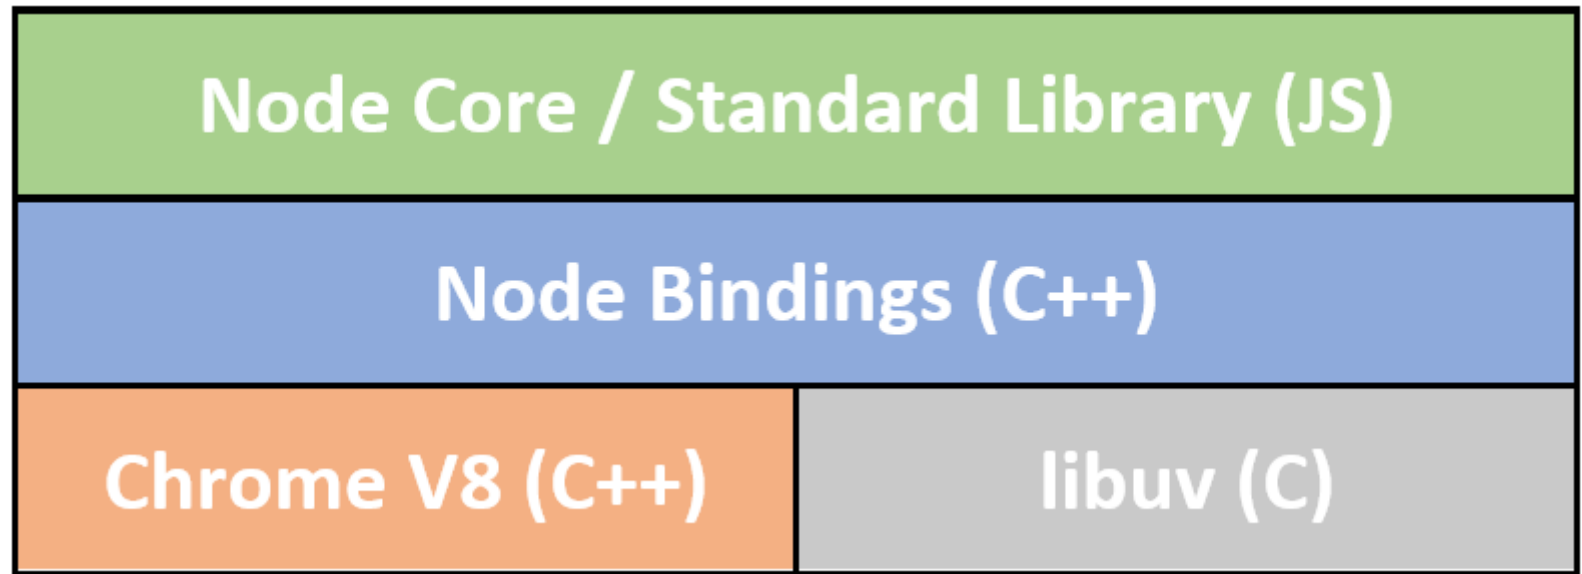 Node Core / Standard Library (JS)
Node Bindings (C++)
Chrome V8 (C++)
libuv (C)